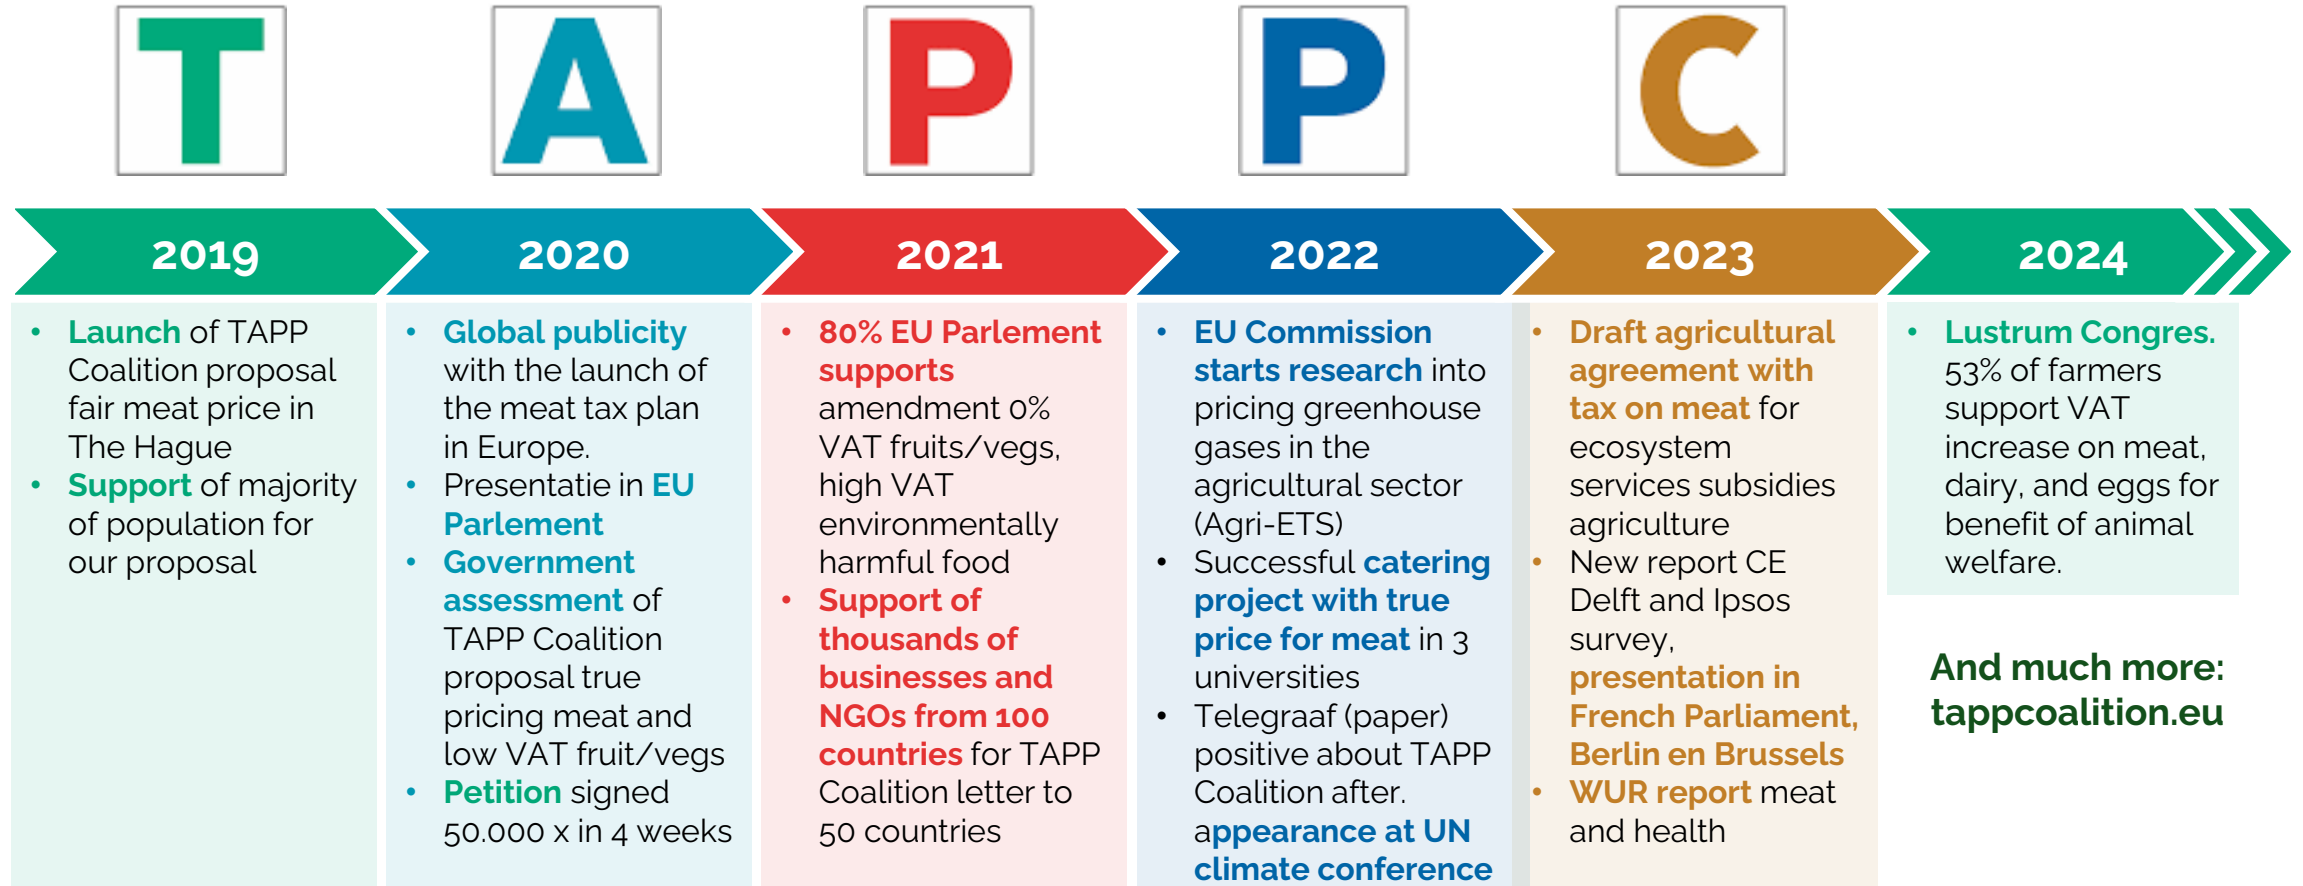 T
A
P
P
C
2019
2020
2021
2022
2023
2024
• Launch of TAPP
Coalition proposal
fair meat price in
The Hague
• Support of majority
of population for
our proposal
• Global publicity
with the launch of
the meat tax plan
in Europe.
• Presentatie in EU
Parlement
• Government
assessment of
TAPP Coalition
proposal true
pricing meat and
low VAT fruit/vegs
• Petition signed
50.000 x in 4 weeks
• 80% EU Parlement
supports
amendment 0%
VAT fruits/vegs,
high VAT
environmentally
harmful food
• Support of
thousands of
businesses and
NGOs from 100
countries for TAPP
Coalition letter to
50 countries
• EU Commission
starts research into
pricing greenhouse
gases in the
agricultural sector
(Agri-ETS)
• Successful catering
project with true
price for meat in 3
universities
• Telegraaf (paper)
positive about TAPP
Coalition after.
appearance at UN
climate conference
• Draft agricultural
agreement with
tax on meat for
ecosystem
services subsidies
agriculture
• New report CE
Delft and Ipsos
survey,
presentation in
French Parliament,
Berlin en Brussels
• WUR report meat
and health
• Lustrum Congres.
53% of farmers
support VAT
increase on meat,
dairy, and eggs for
benefit of animal
welfare.
And much more:
tappcoalition.eu